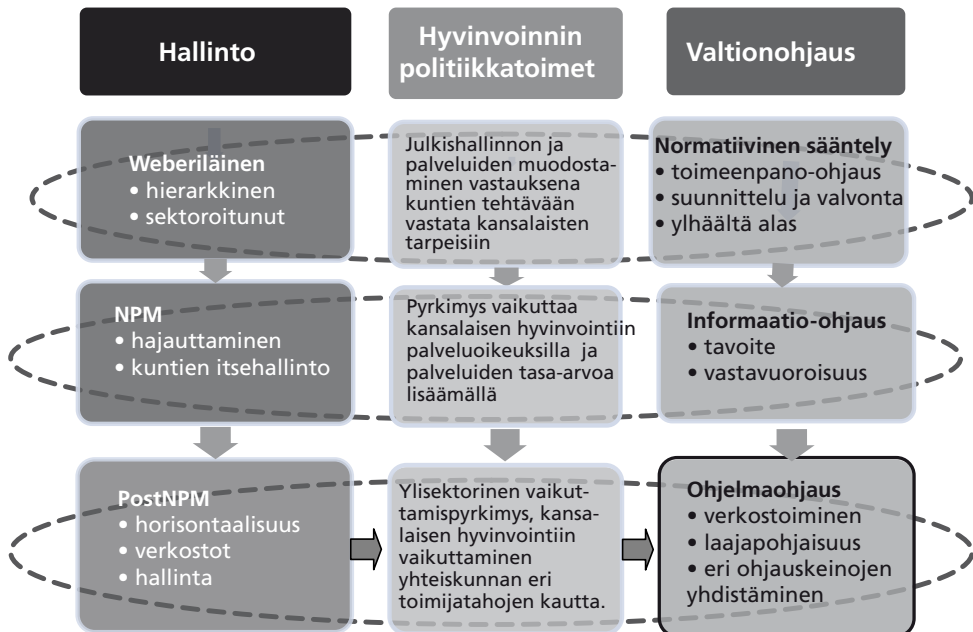 Hallinto
Hyvinvoinnin
politiikkatoimet
Valtionohjaus
Weberiläinen
• hierarkkinen
• sektoroitunut
Julkishallinnon ja
palveluiden muodosta-
minen vastauksena
kuntien tehtävään
vastata kansalaisten
tarpeisiin
Normatiivinen sääntely
• toimeenpano-ohjaus
• suunnittelu ja valvonta
• ylhäältä alas
NPM
• hajauttaminen
• kuntien itsehallinto
Pyrkimys vaikuttaa
kansalaisen hyvinvointiin
palveluoikeuksilla ja
palveluiden tasa-arvoa
lisäämällä
Informaatio-ohjaus
• tavoite
• vastavuoroisuus
PostNPM
• horisontaalisuus
• verkostot
• hallinta
Ylisektorinen vaikut-
tamispyrkimys, kansa-
laisen hyvinvointiin
vaikuttaminen
yhteiskunnan eri
toimijatahojen kautta.
Ohjelmaohjaus
• verkostoiminen
• laajapohjaisuus
• eri ohjauskeinojen
yhdistäminen